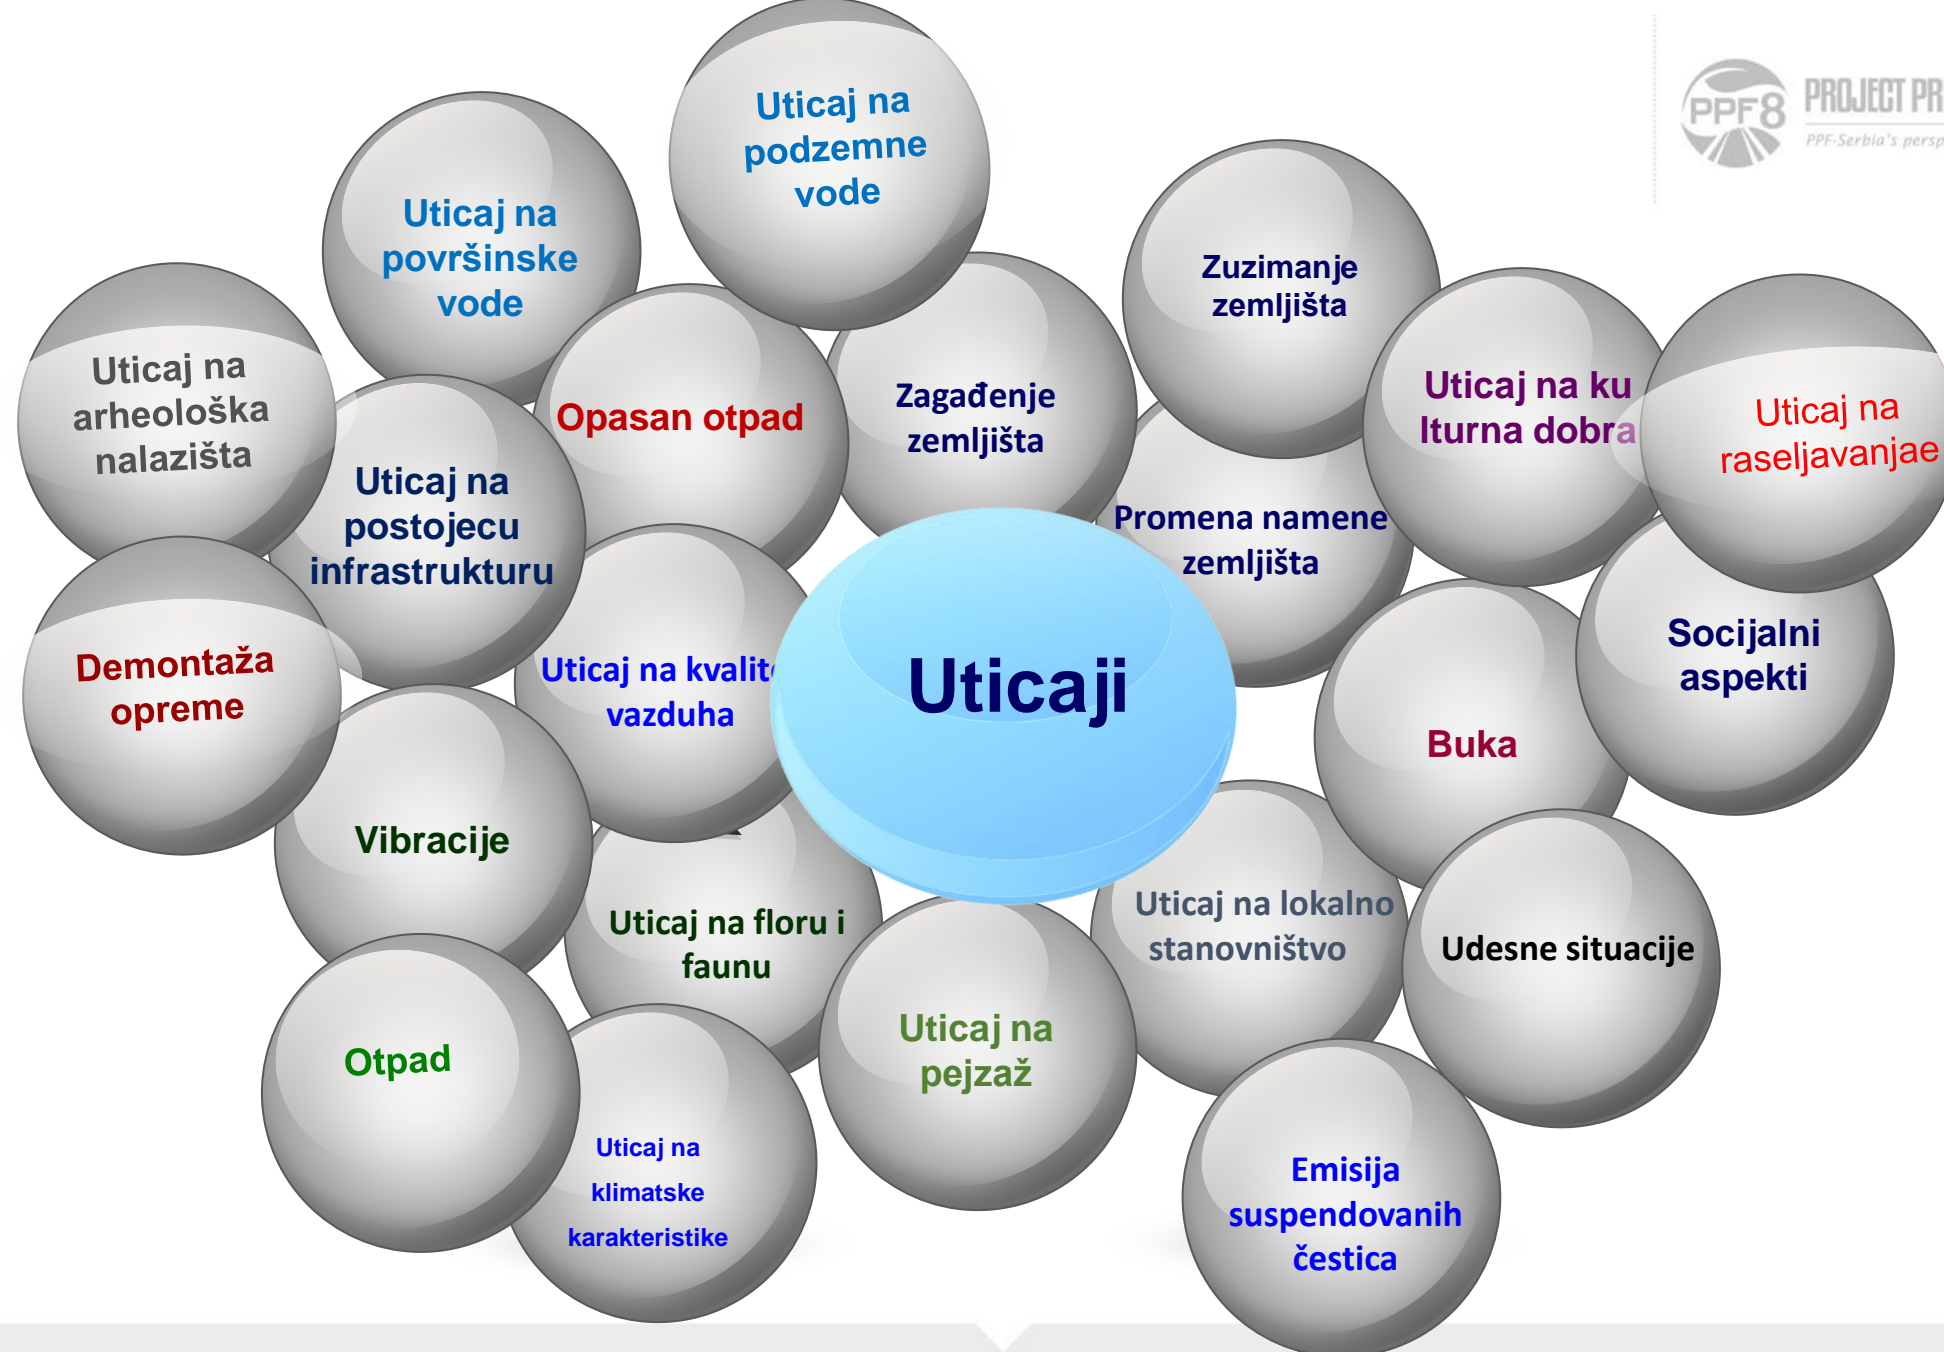 Uticaj na
podzemne
vode
PPF8
PROJECT PR
PPF-Serbia's persp
Uticaj na
površinske
vode
Zuzimanje
zemljišta
Uticaj na
arheološka
nalazišta
Opasan otpad
Zagađenje
zemljišta
Uticaj na ku
lturna dobra
Uticaj na
raseljavanjae
Uticaj na
postojecu
infrastrukturu
Promena namene
zemljišta
Demontaža
opreme
Uticaj na kvalite
vazduha
Uticaji
Socijalni
aspekti
Buka
Vibracije
Uticaj na floru i
faunu
Uticaj na lokalno
stanovništvo
Udesne situacije
Otpad
Uticaj na
pejzaž
Uticaj na
klimatske
karakteristike
Emisija
suspendovanih
čestica